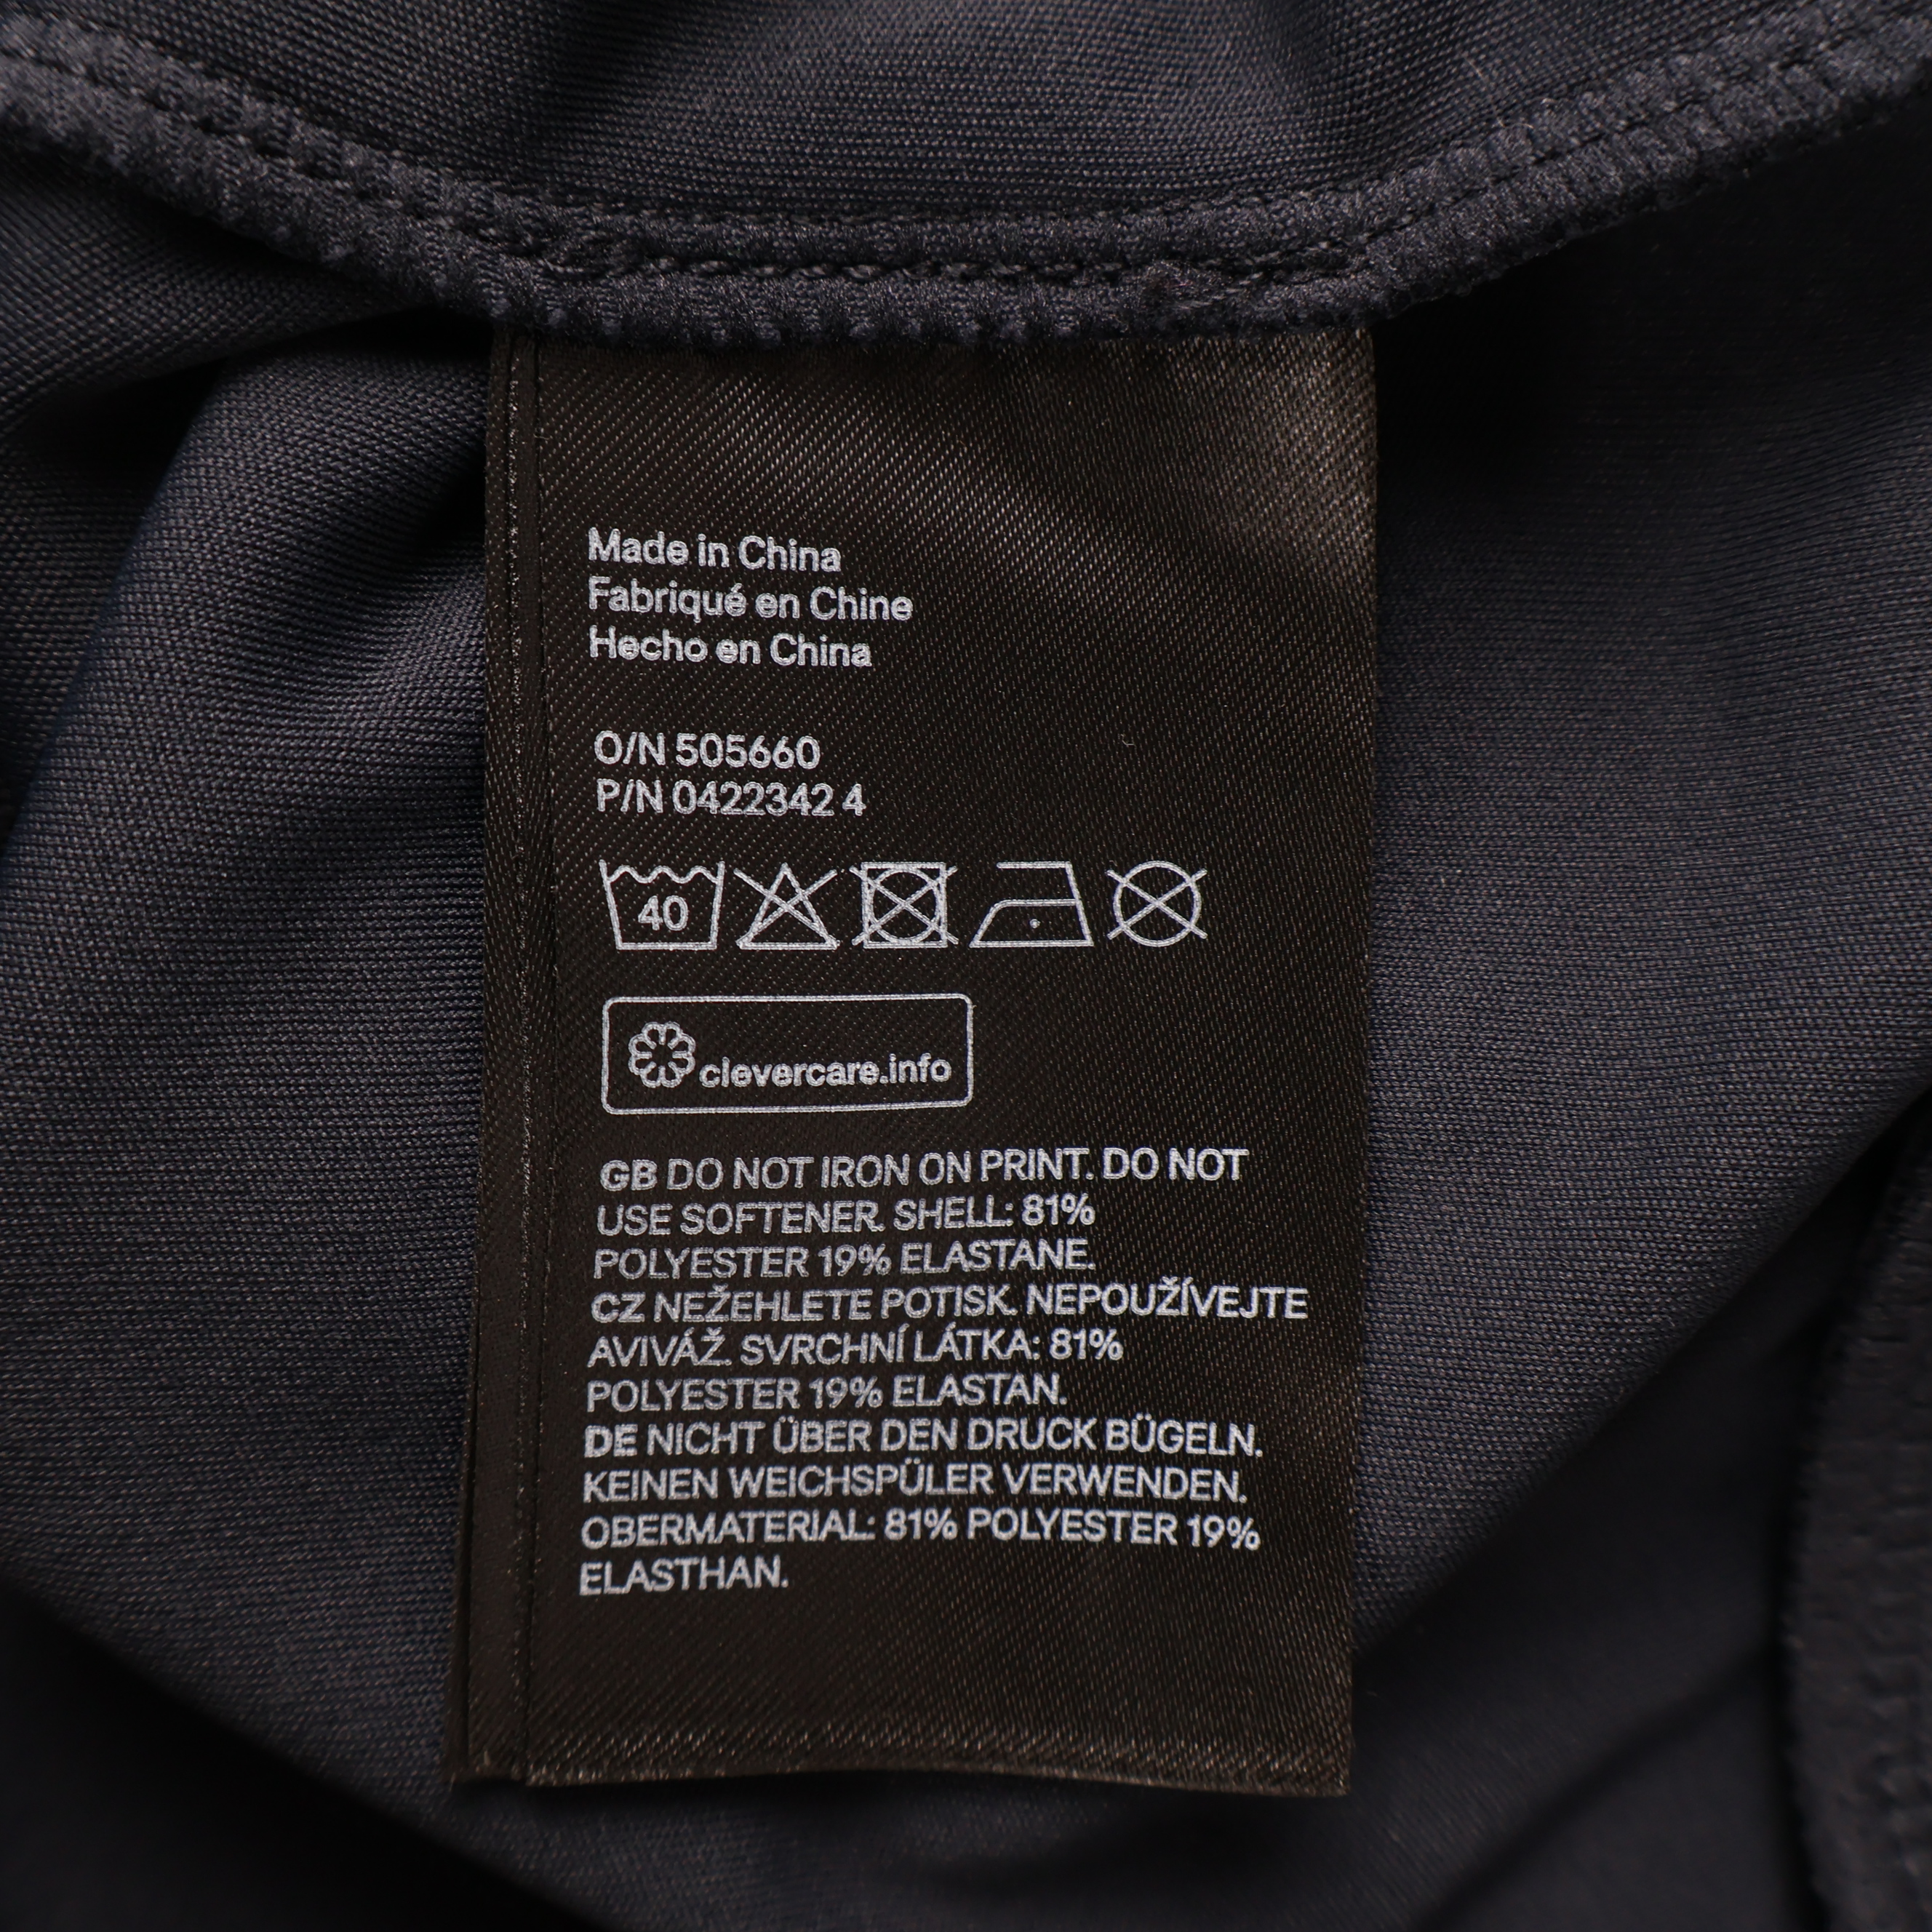 Made in China
Fabriqué en Chine
Hecho en China
O/N 505660
P/N 0422342 4
40
clevercare.info
GB DO NOT IRON ON PRINT. DO NOT
USE SOFTENER. SHELL: 81%
POLYESTER 19% ELASTANE.
CZ NEŽEHLETE POTISK. NEPOUŽÍVEJTE
AVIVÁŽ. SVRCHNÍ LÁTKA: 81%
POLYESTER 19% ELASTAN.
DE NICHT ÜBER DEN DRUCK BÜGELN.
KEINEN WEICHSPÜLER VERWENDEN.
OBERMATERIAL: 81% POLYESTER 19%
ELASTHAN.